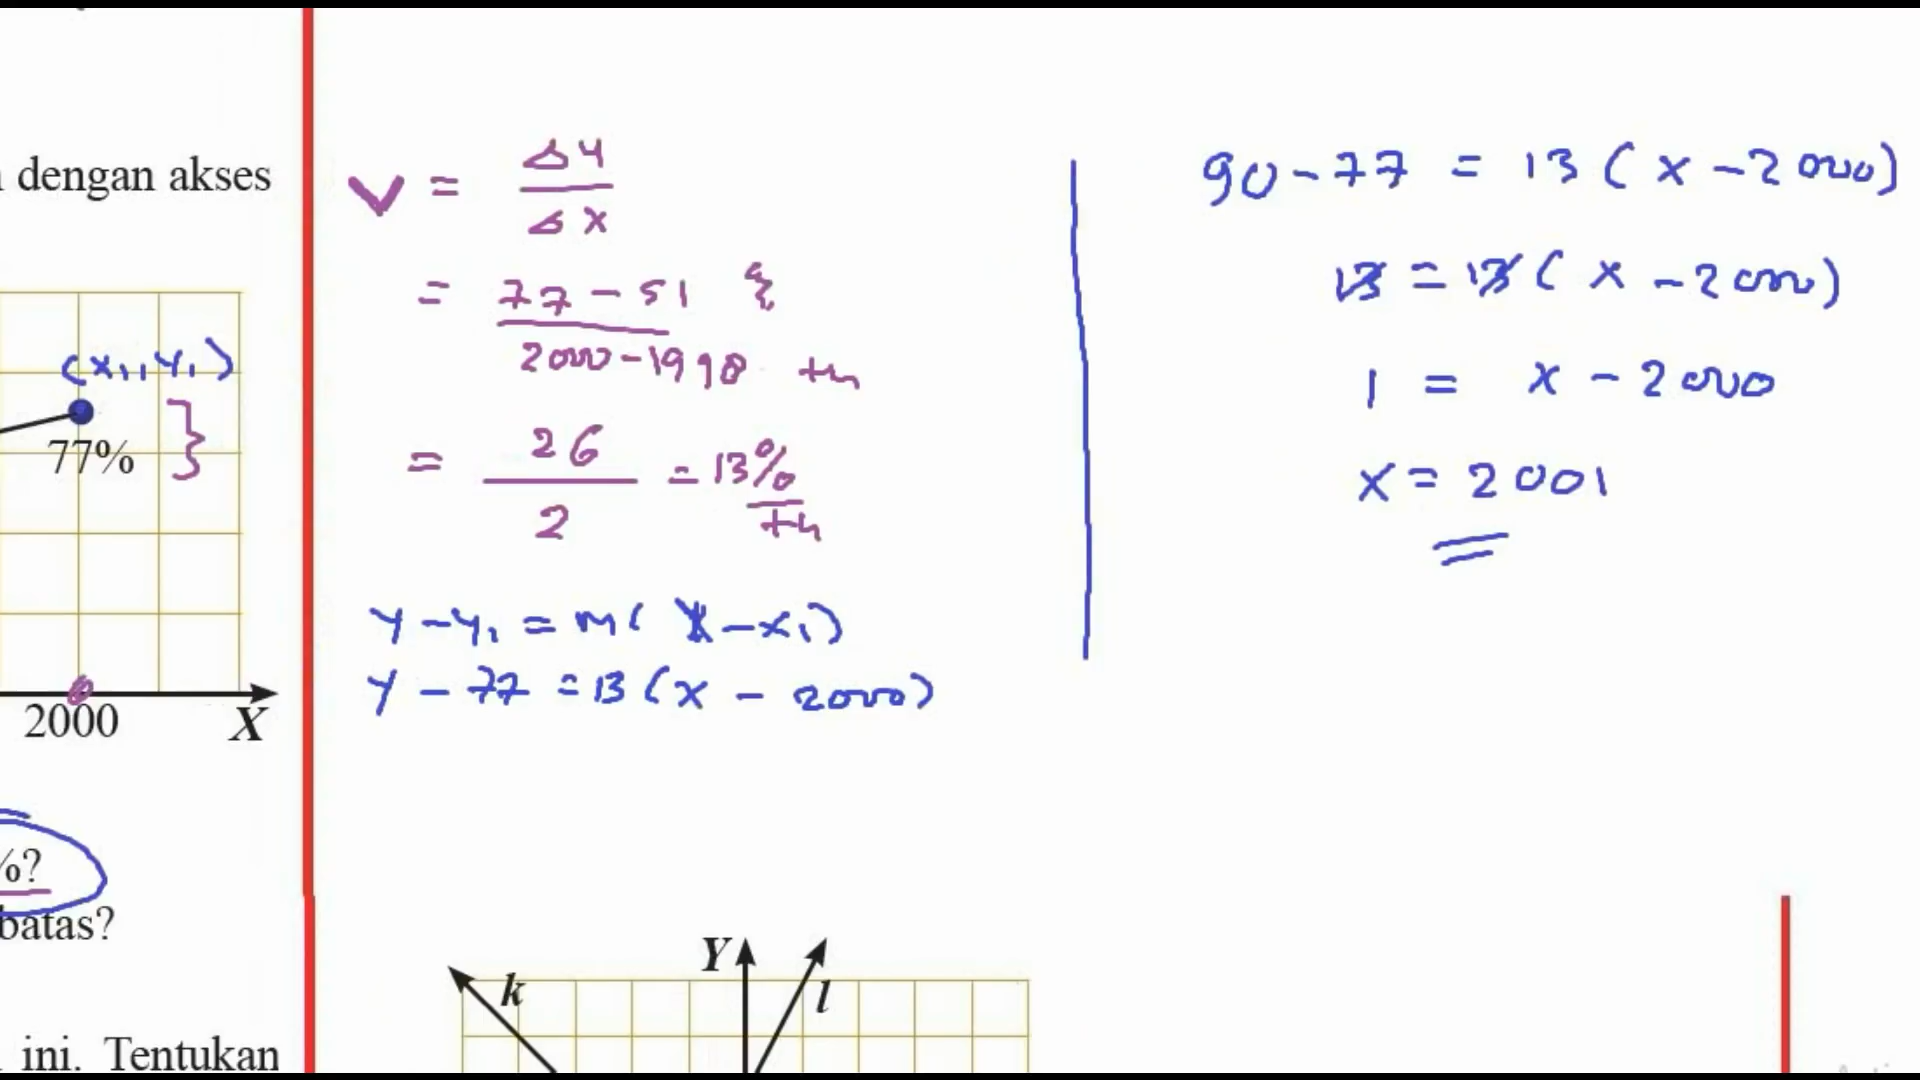 dengan akses
(x₁, y₁)
77%
2000 X
%?
batas?
ini. Tentukan
V = Δy / Δx
= 77 - 51 / 2000 - 1998 th
= 26 / 2 = 13% / th
y - y₁ = m( x - x₁)
y - 77 = 13 (x - 2000)
90 - 77 = 13 ( x - 2000)
13 = 13 ( x - 2000)
1 = x - 2000
x = 2001
Y
k l